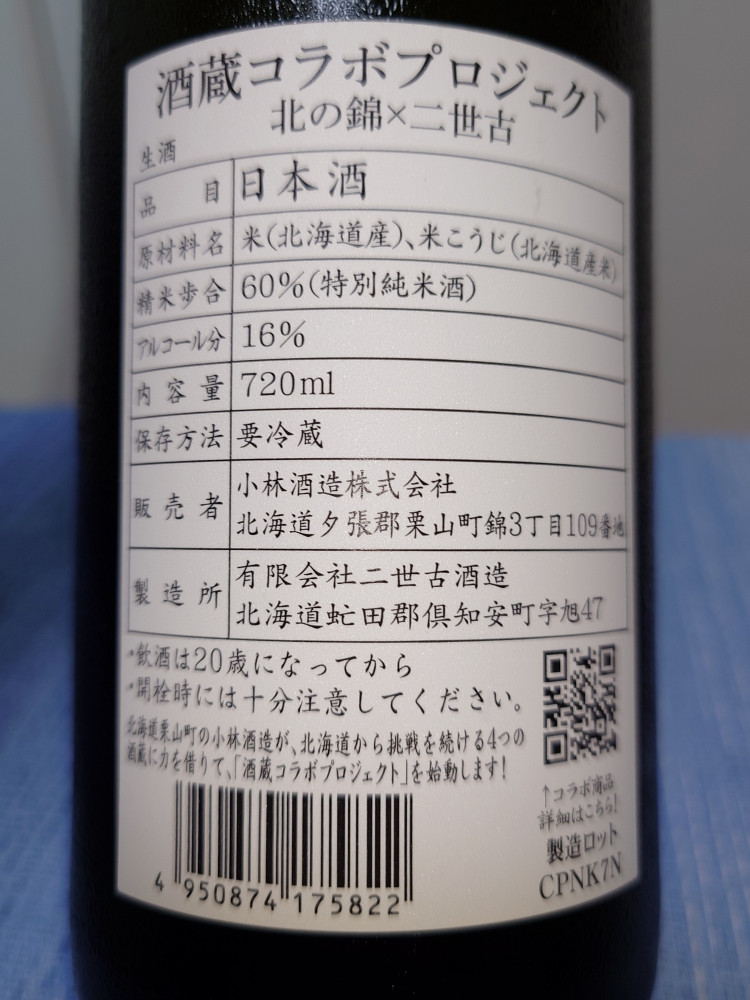 酒蔵コラボプロジェクト
北の錦×二世古
生酒
品目 日本酒
原材料名 米(北海道産)、米こうじ(北海道産米)
精米歩合 60%(特別純米酒)
アルコール分 16%
内容量 720ml
保存方法 要冷蔵
販売者 小林酒造株式会社
北海道夕張郡栗山町錦3丁目109番地
製造所 有限会社二世古酒造
北海道虻田郡倶知安町字旭47
・飲酒は20歳になってから
・開栓時には十分注意してください。
北海道栗山町の小林酒造が、北海道から挑戦を続ける4つの
酒蔵に力を借りて、「酒蔵コラボプロジェクト」を始動します!
↑コラボ商品
詳細はこちら!
製造ロット
CPNK7N
4 950874 175822